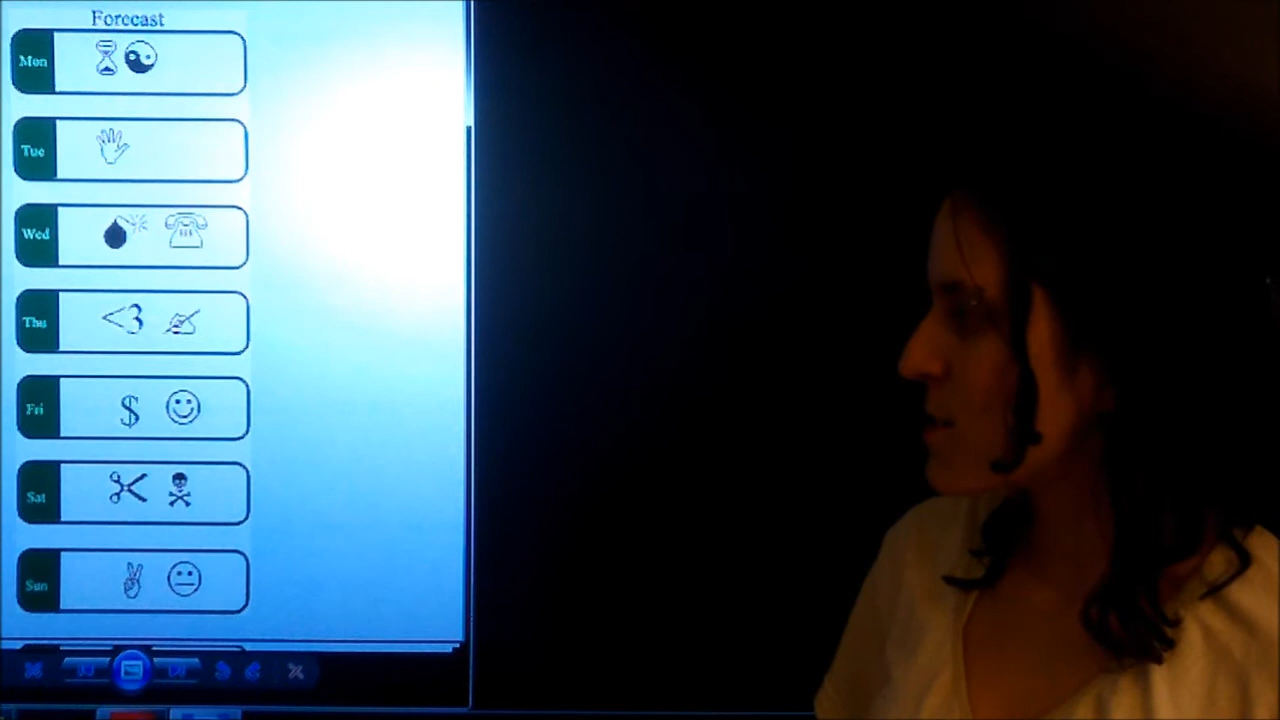 Forecast
Mon
Tue
Wed
Thu <3
Fri $
Sat
Sun